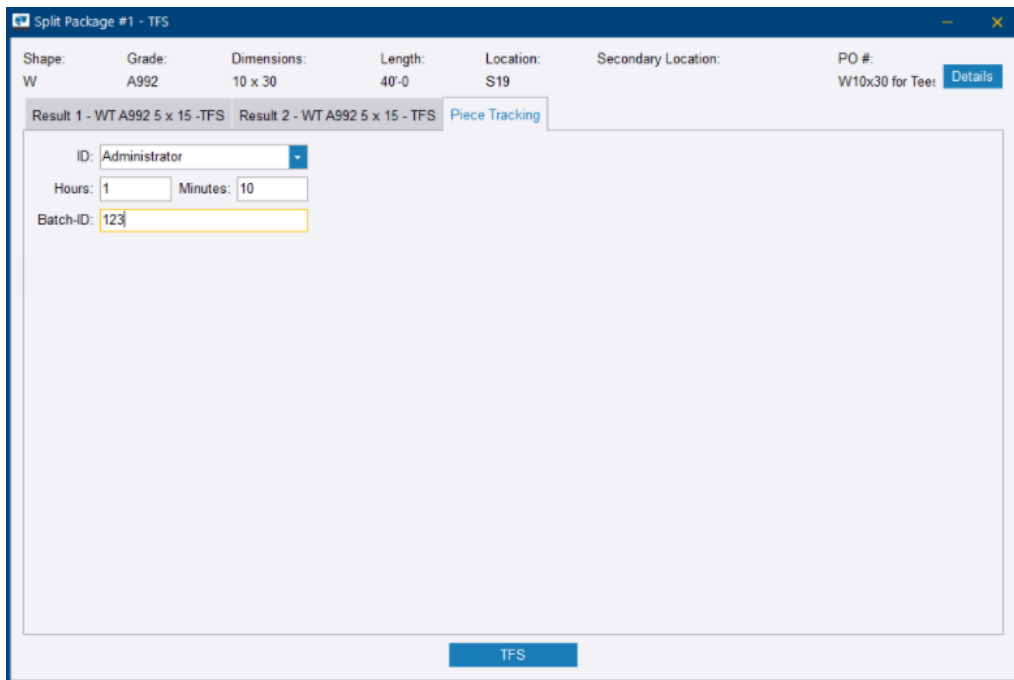 Split Package #1 - TFS
Shape: Grade: Dimensions: Length: Location: Secondary Location: PO #:
W A992 10 x 30 40'-0 S19 W10x30 for Tees Details
Result 1 - WT A992 5 x 15 -TFS Result 2 - WT A992 5 x 15 - TFS Piece Tracking
ID: Administrator
Hours: 1 Minutes: 10
Batch-ID: 123
TFS